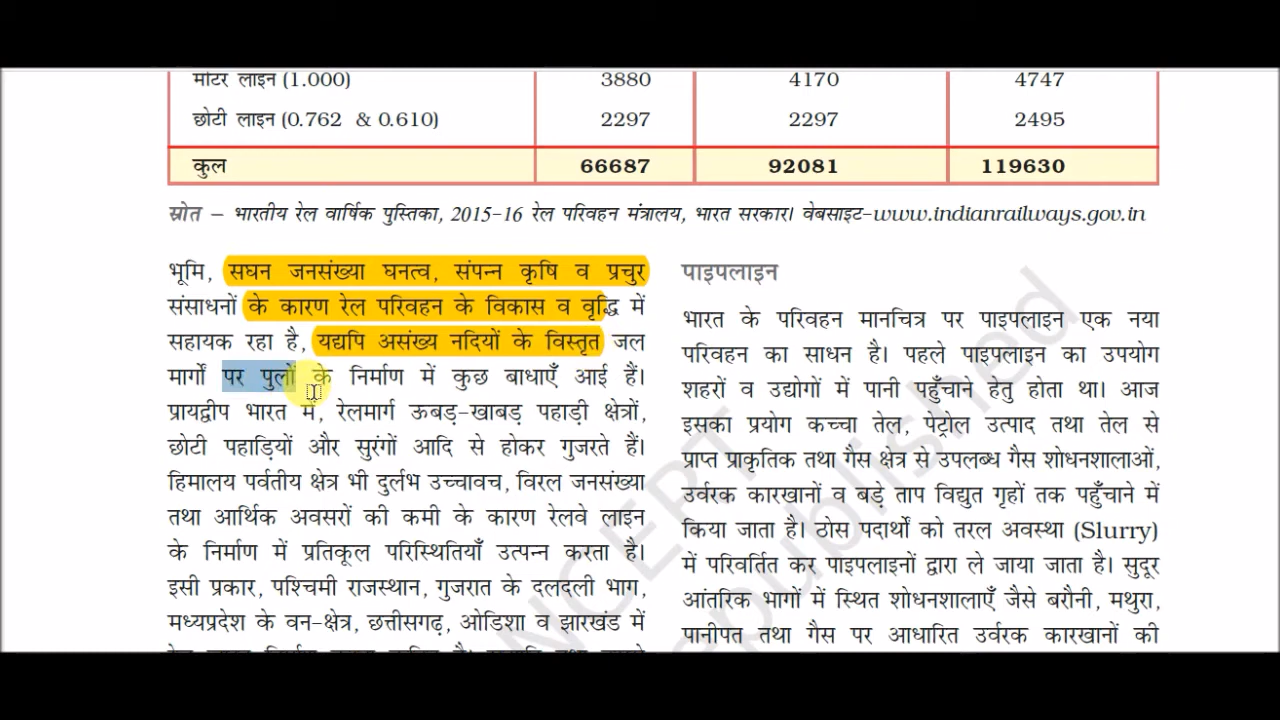 मीटर लाइन (1.000) 3880 4170 4747
छोटी लाइन (0.762 & 0.610) 2297 2297 2495
कुल 66687 92081 119630
स्रोत – भारतीय रेल वार्षिक पुस्तिका, 2015-16 रेल परिवहन मंत्रालय, भारत सरकार। वेबसाइट-www.indianrailways.gov.in
भूमि, सघन जनसंख्या घनत्व, संपन्न कृषि व प्रचुर
संसाधनों के कारण रेल परिवहन के विकास व वृद्धि में
सहायक रहा है, यद्यपि असंख्य नदियों के विस्तृत जल
मार्गों पर पुलों के निर्माण में कुछ बाधाएँ आई हैं।
प्रायद्वीप भारत में, रेलमार्ग ऊबड़-खाबड़ पहाड़ी क्षेत्रों,
छोटी पहाड़ियों और सुरंगों आदि से होकर गुजरते हैं।
हिमालय पर्वतीय क्षेत्र भी दुर्लभ उच्चावच, विरल जनसंख्या
तथा आर्थिक अवसरों की कमी के कारण रेलवे लाइन
के निर्माण में प्रतिकूल परिस्थितियाँ उत्पन्न करता है।
इसी प्रकार, पश्चिमी राजस्थान, गुजरात के दलदली भाग,
मध्यप्रदेश के वन-क्षेत्र, छत्तीसगढ़, ओडिशा व झारखंड में
पाइपलाइन
भारत के परिवहन मानचित्र पर पाइपलाइन एक नया
परिवहन का साधन है। पहले पाइपलाइन का उपयोग
शहरों व उद्योगों में पानी पहुँचाने हेतु होता था। आज
इसका प्रयोग कच्चा तेल, पेट्रोल उत्पाद तथा तेल से
प्राप्त प्राकृतिक तथा गैस क्षेत्र से उपलब्ध गैस शोधनशालाओं,
उर्वरक कारखानों व बड़े ताप विद्युत गृहों तक पहुँचाने में
किया जाता है। ठोस पदार्थों को तरल अवस्था (Slurry)
में परिवर्तित कर पाइपलाइनों द्वारा ले जाया जाता है। सुदूर
आंतरिक भागों में स्थित शोधनशालाएँ जैसे बरौनी, मथुरा,
पानीपत तथा गैस पर आधारित उर्वरक कारखानों की
NCERT
republished